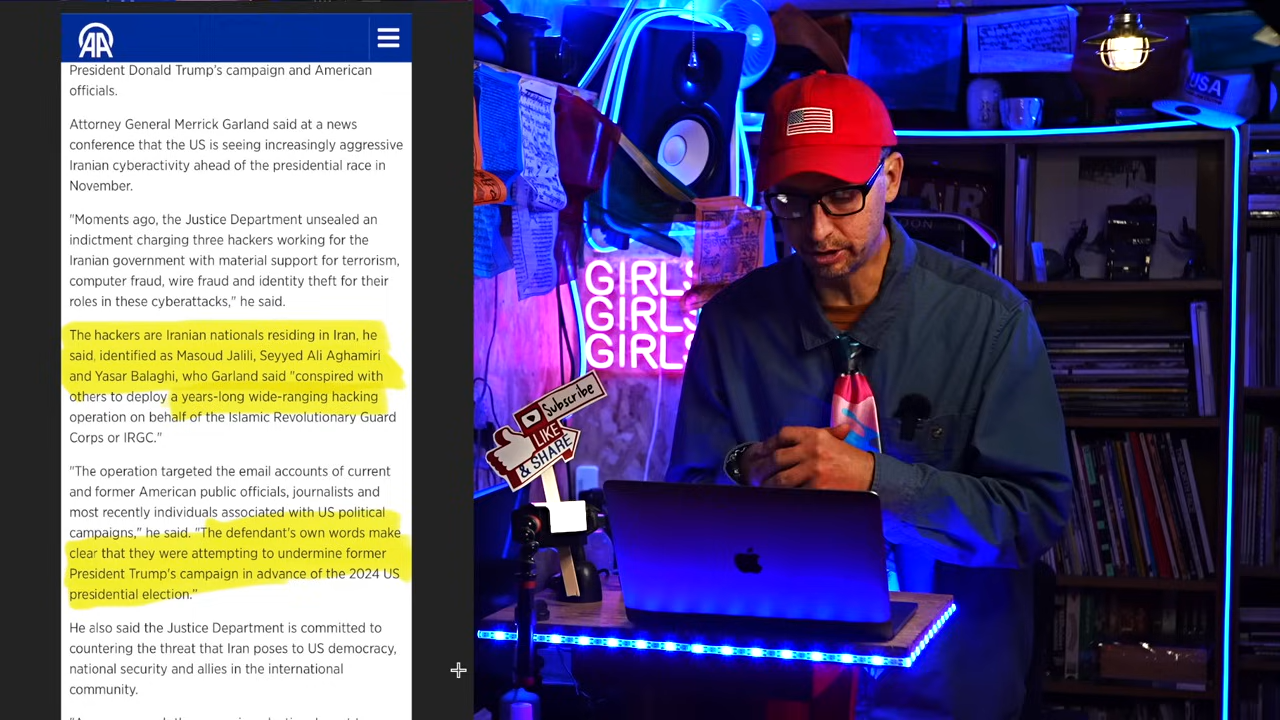 AA
President Donald Trump's campaign and American
officials.
Attorney General Merrick Garland said at a news
conference that the US is seeing increasingly aggressive
Iranian cyberactivity ahead of the presidential race in
November.
"Moments ago, the Justice Department unsealed an
indictment charging three hackers working for the
Iranian government with material support for terrorism,
computer fraud, wire fraud and identity theft for their
roles in these cyberattacks," he said.
The hackers are Iranian nationals residing in Iran, he
said, identified as Masoud Jalili, Seyyed Ali Aghamiri
and Yasar Balaghi, who Garland said "conspired with
others to deploy a years-long wide-ranging hacking
operation on behalf of the Islamic Revolutionary Guard
Corps or IRGC."
"The operation targeted the email accounts of current
and former American public officials, journalists and
most recently individuals associated with US political
campaigns," he said. "The defendant's own words make
clear that they were attempting to undermine former
President Trump's campaign in advance of the 2024 US
presidential election."
He also said the Justice Department is committed to
countering the threat that Iran poses to US democracy,
national security and allies in the international
community.
USA
GIRLS
GIRLS
GIRLS
Subscribe
LIKE
& SHARE